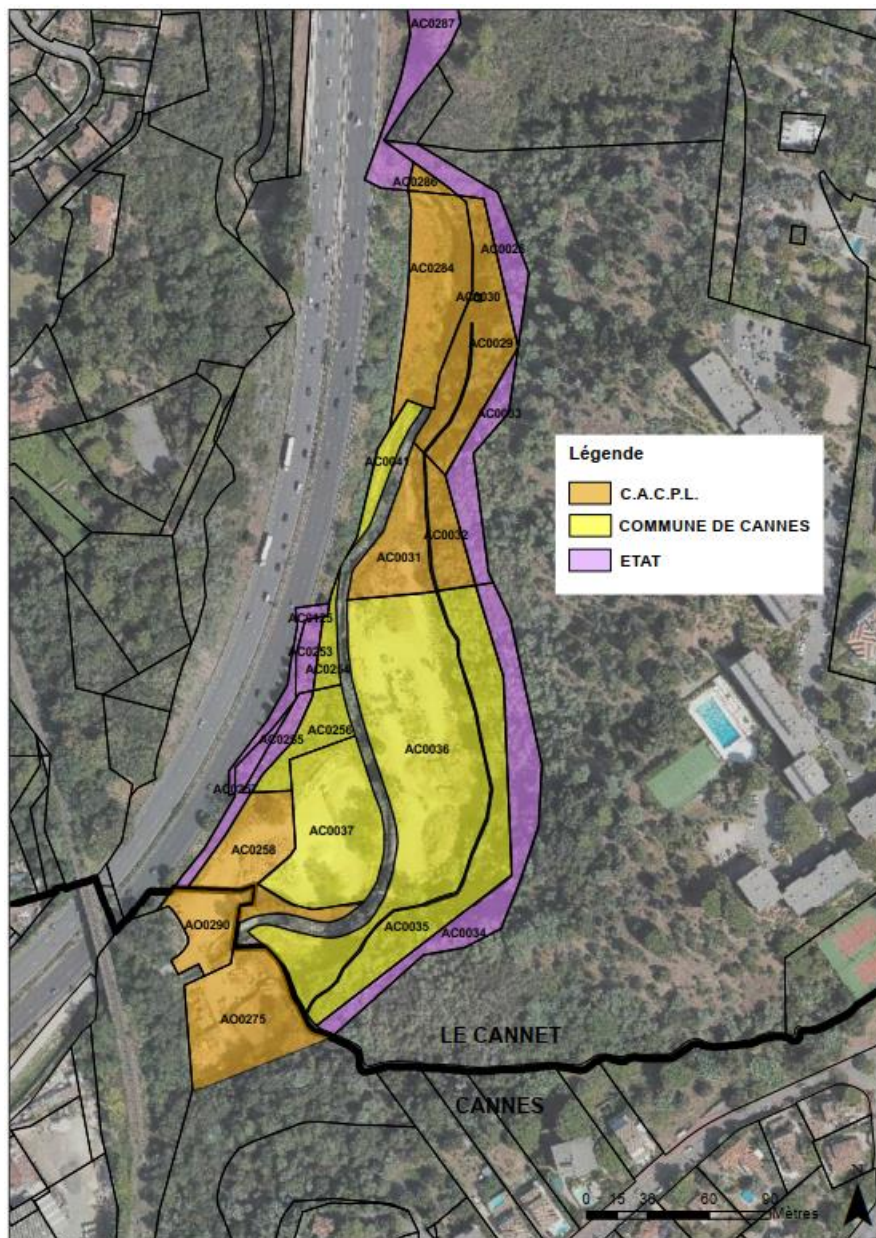 AC0287
AC0286
AC0284
AC0030
AC0029
AC0033
AC0041
Légende
C.A.C.P.L.
COMMUNE DE CANNES
ETAT
AC0032
AC0031
AC0125
AC0253
AC0254
AC0256
AC0255
AC0036
AC0037
AC0258
AO0290
AC0035
AC0034
AO0275
LE CANNET
CANNES
N
0 15 30 60 90
Mètres